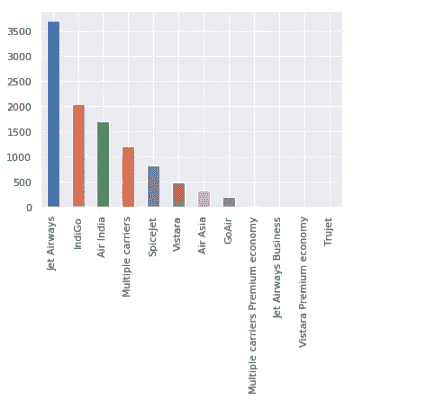 3500
3000
2500
2000
1500
1000
500
0
Jet Airways
IndiGo
Air India
Multiple carriers
SpiceJet
Vistara
Air Asia
GoAir
Multiple carriers Premium economy
Jet Airways Business
Vistara Premium economy
Trujet